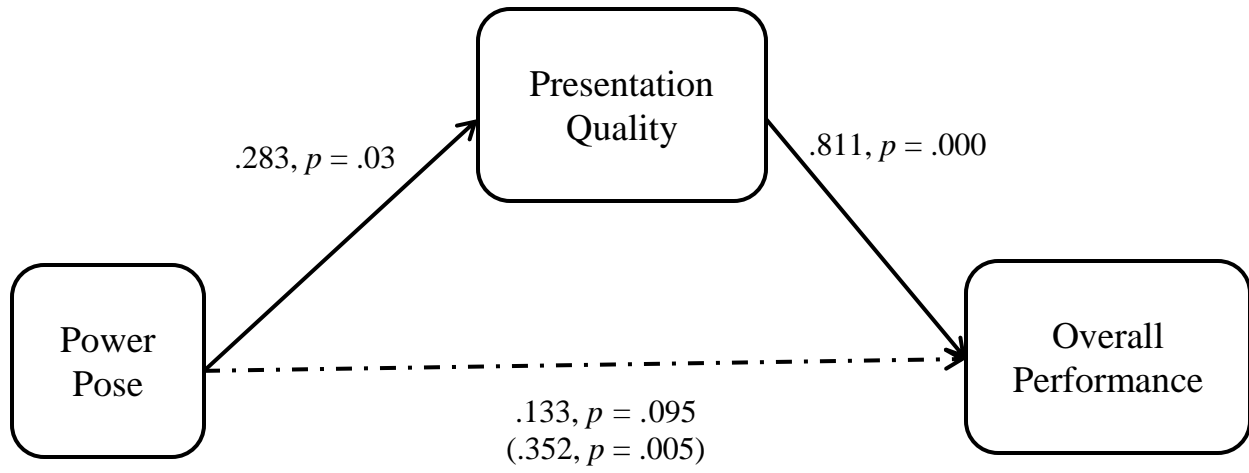 Presentation
Quality
.283, p = .03
.811, p = .000
Power
Pose
Overall
Performance
.133, p = .095
(.352, p = .005)